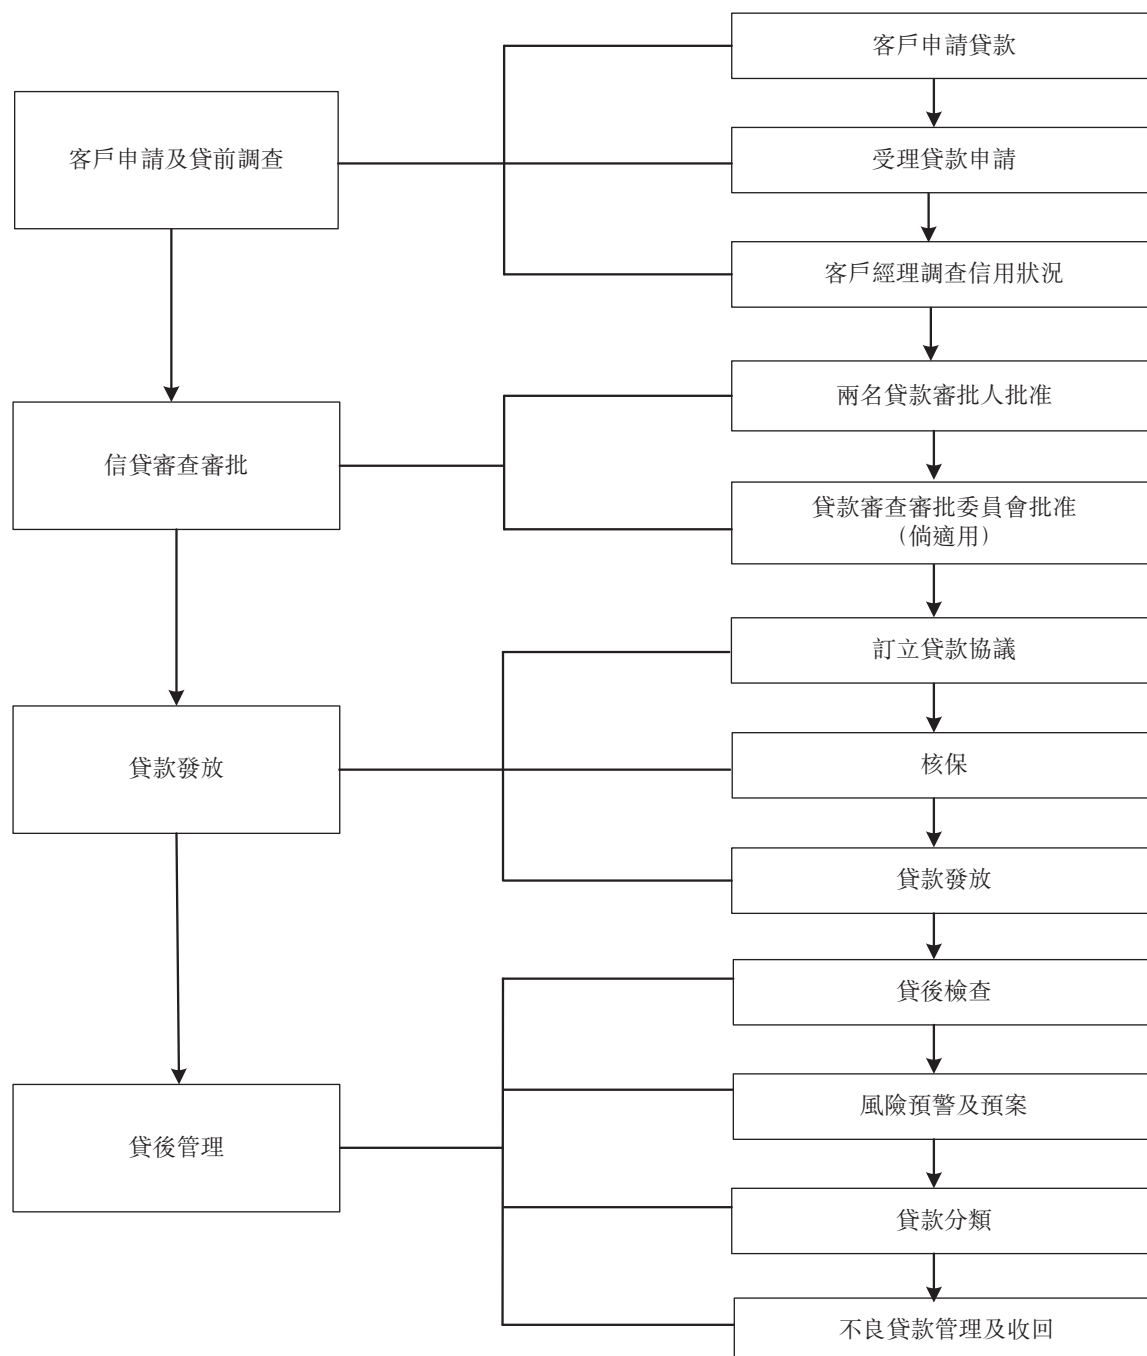 客戶申請及貸前調查
客戶申請貸款
受理貸款申請
客戶經理調查信用狀況
信貸審查審批
兩名貸款審批人批准
貸款審查審批委員會批准
（倘適用）
貸款發放
訂立貸款協議
核保
貸款發放
貸後管理
貸後檢查
風險預警及預案
貸款分類
不良貸款管理及收回